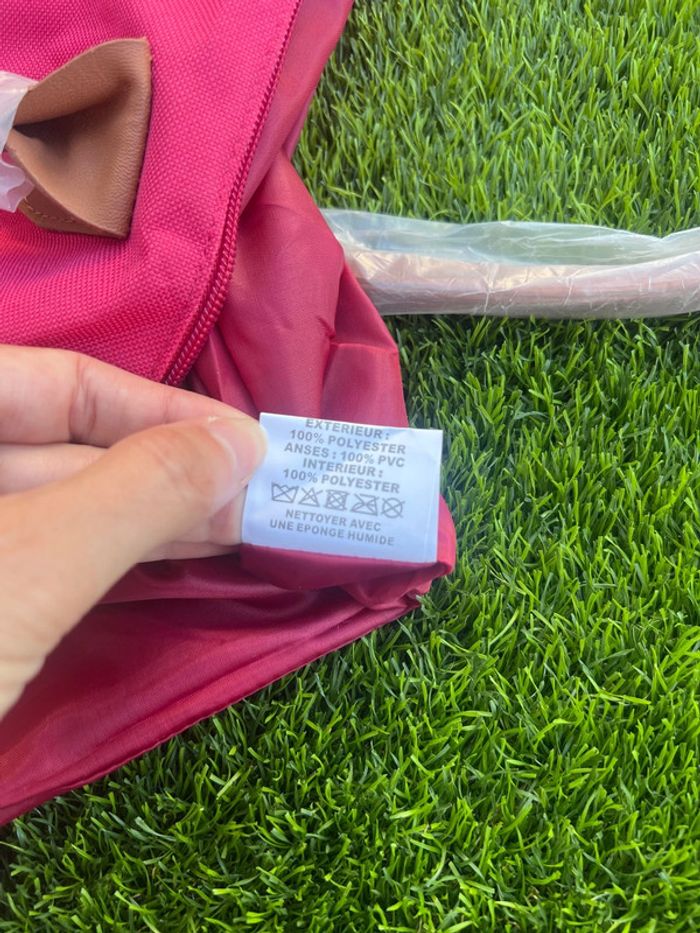 EXTERIEUR :
100% POLYESTER
ANSES : 100% PVC
INTERIEUR :
100% POLYESTER
NETTOYER AVEC
UNE EPONGE HUMIDE